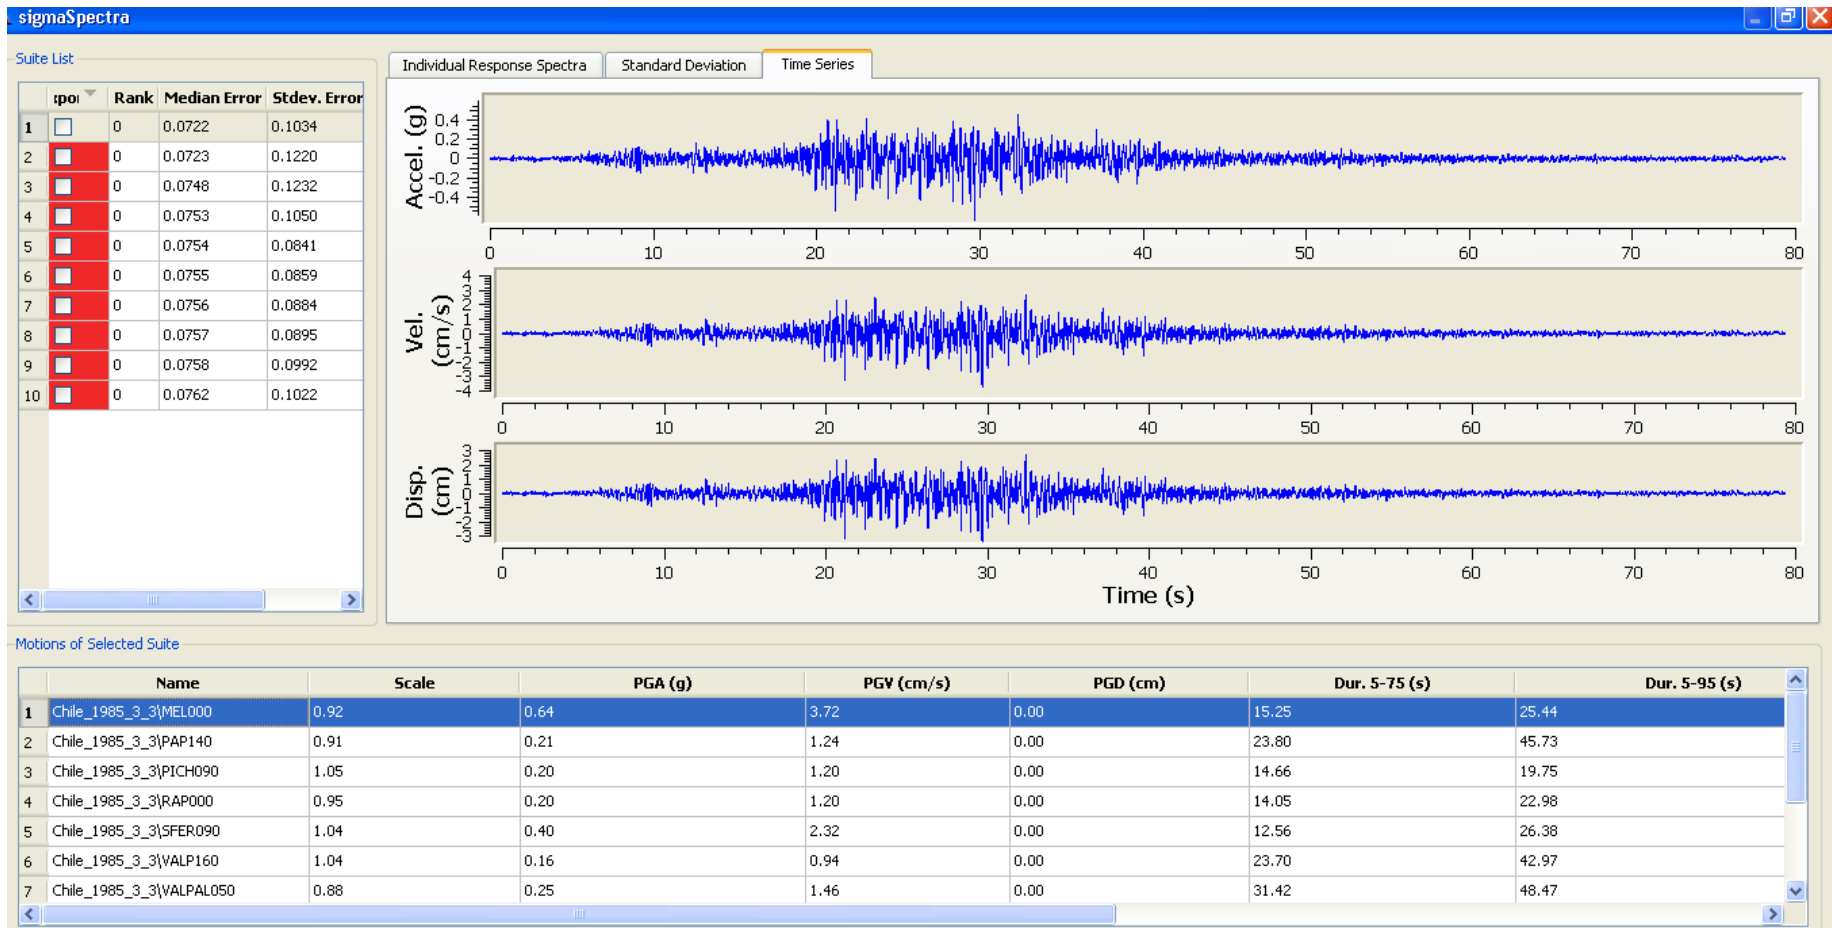 sigmaSpectra
Suite List
Individual Response Spectra Standard Deviation Time Series
Rank Median Error Stdev. Error
1 0 0.0722 0.1034
2 0 0.0723 0.1220
3 0 0.0748 0.1232
4 0 0.0753 0.1050
5 0 0.0754 0.0841
6 0 0.0755 0.0859
7 0 0.0756 0.0884
8 0 0.0757 0.0895
9 0 0.0758 0.0992
10 0 0.0762 0.1022
Accel. (g)
0.4
0.2
0
-0.2
-0.4
0 10 20 30 40 50 60 70 80
Vel.
(cm/s)
4
3
2
1
0
-1
-2
-3
-4
0 10 20 30 40 50 60 70 80
Disp.
(cm)
3
2
1
0
-1
-2
-3
0 10 20 30 40 50 60 70 80
Time (s)
Motions of Selected Suite
Name Scale PGA (g) PGV (cm/s) PGD (cm) Dur. 5-75 (s) Dur. 5-95 (s)
1 Chile_1985_3_3\MEL000 0.92 0.64 3.72 0.00 15.25 25.44
2 Chile_1985_3_3\PAP140 0.91 0.21 1.24 0.00 23.80 45.73
3 Chile_1985_3_3\PICH090 1.05 0.20 1.20 0.00 14.66 19.75
4 Chile_1985_3_3\RAP000 0.95 0.20 1.20 0.00 14.05 22.98
5 Chile_1985_3_3\SFER090 1.04 0.40 2.32 0.00 12.56 26.38
6 Chile_1985_3_3\VALP160 1.04 0.16 0.94 0.00 23.70 42.97
7 Chile_1985_3_3\VALPAL050 0.88 0.25 1.46 0.00 31.42 48.47